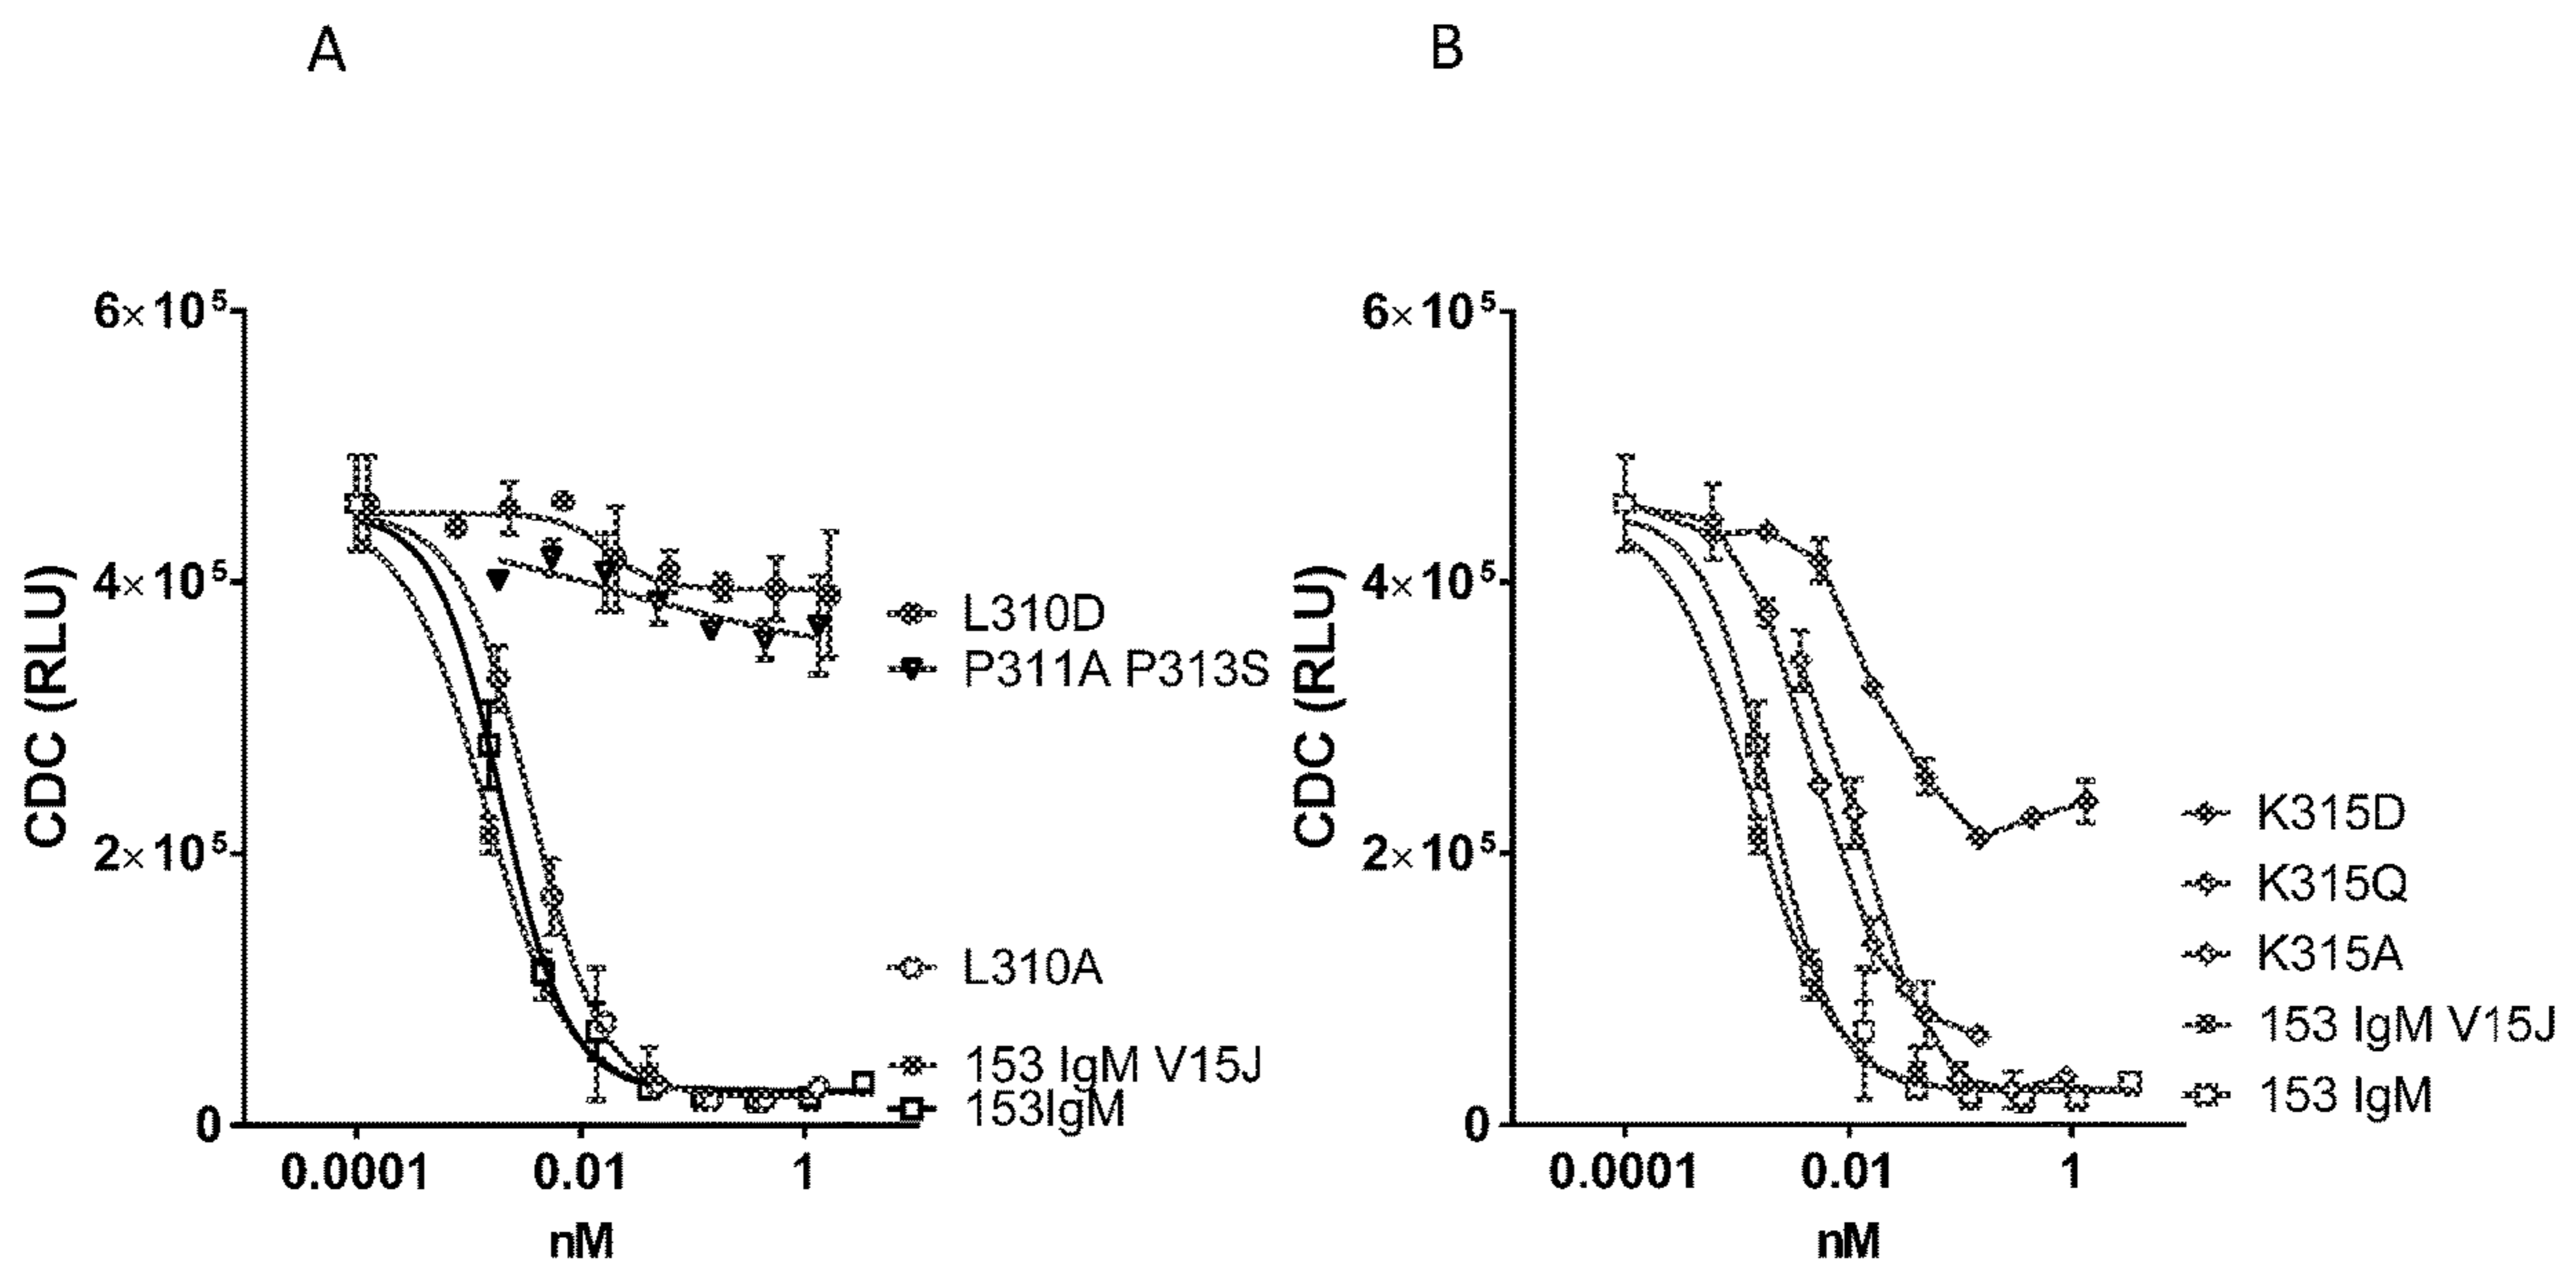 A
B
6×10⁵
4×10⁵
2×10⁵
0
CDC (RLU)
0.0001
0.01
1
nM
L310D
P311A P313S
L310A
153 IgM V15J
153IgM
6×10⁵
4×10⁵
2×10⁵
0
CDC (RLU)
0.0001
0.01
1
nM
K315D
K315Q
K315A
153 IgM V15J
153 IgM